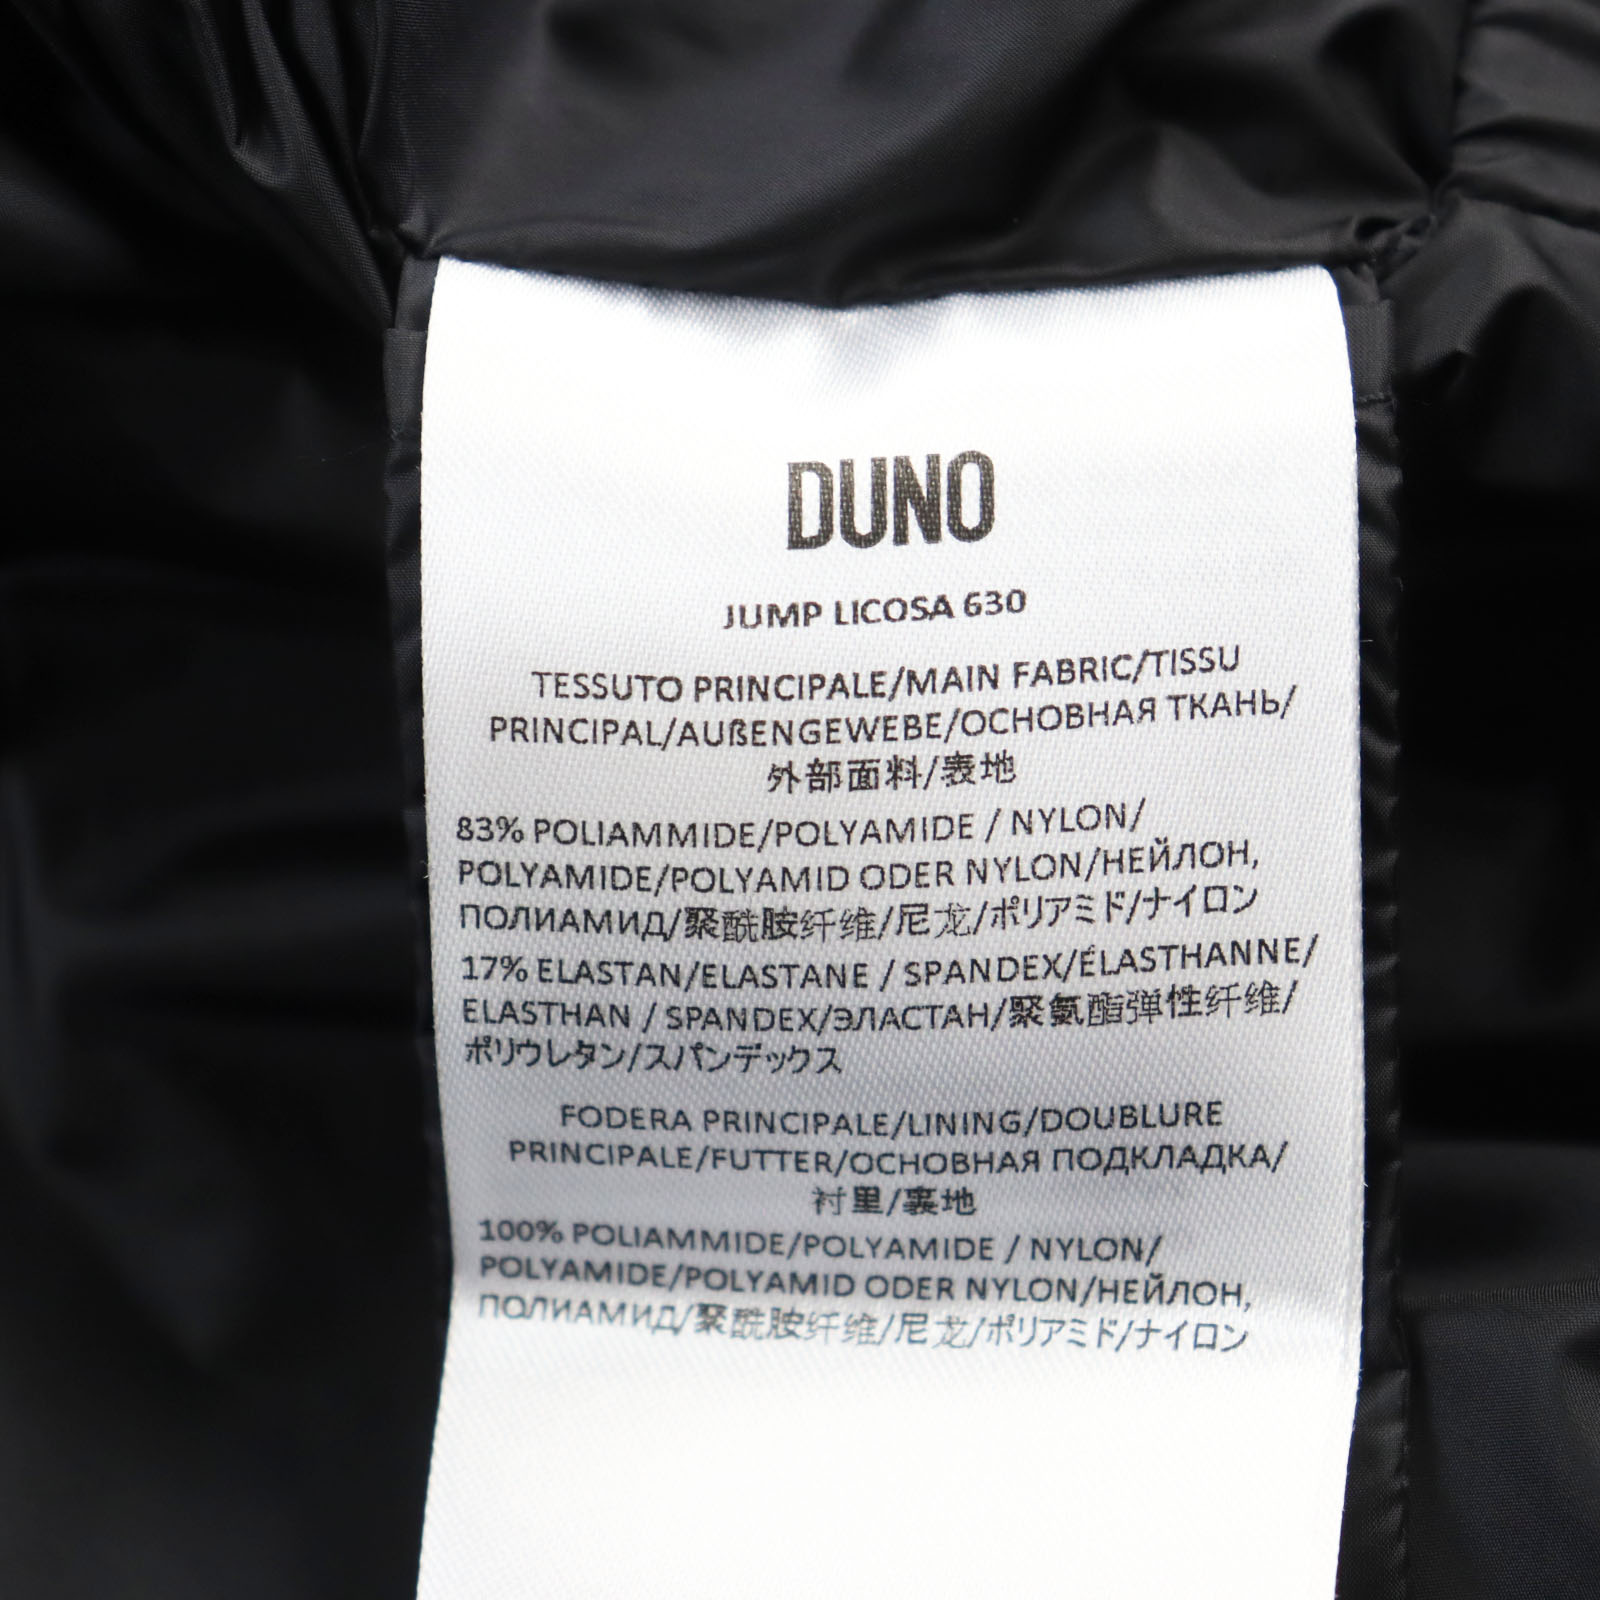 DUNO
JUMP LICOSA 630
TESSUTO PRINCIPALE/MAIN FABRIC/TISSU
PRINCIPAL/AUßENGEWEBE/ОСНОВНАЯ ТКАНЬ/
外部面料/表地
83% POLIAMMIDE/POLYAMIDE / NYLON/
POLYAMIDE/POLYAMID ODER NYLON/НЕЙЛОН,
ПОЛИАМИД/聚酰胺纤维/尼龙/ポリアミド/ナイロン
17% ELASTAN/ELASTANE / SPANDEX/ÉLASTHANNE/
ELASTHAN / SPANDEX/ЭЛАСТАН/聚氨酯弹性纤维/
ポリウレタン/スパンデックス
FODERA PRINCIPALE/LINING/DOUBLURE
PRINCIPALE/FUTTER/ОСНОВНАЯ ПОДКЛАДКА/
衬里/裏地
100% POLIAMMIDE/POLYAMIDE / NYLON/
POLYAMIDE/POLYAMID ODER NYLON/НЕЙЛОН,
ПОЛИАМИД/聚酰胺纤维/尼龙/ポリアミド/ナイロン